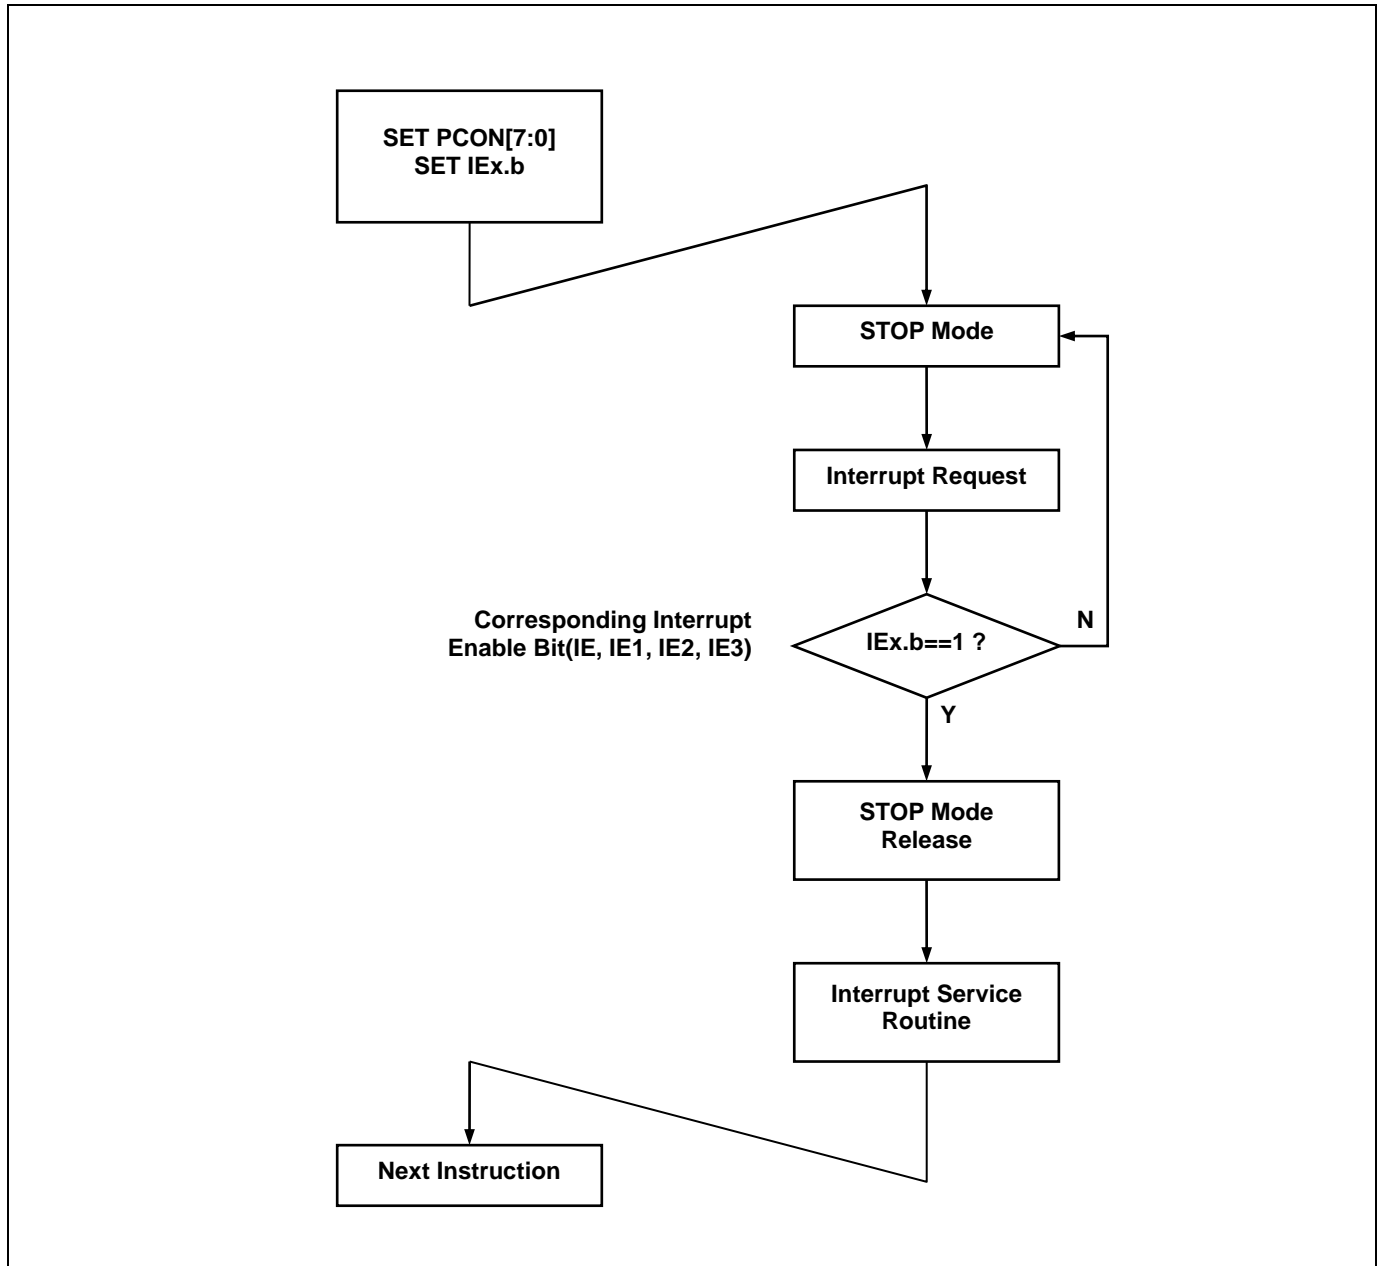 SET PCON[7:0]
SET IEx.b
STOP Mode
Interrupt Request
Corresponding Interrupt
Enable Bit(IE, IE1, IE2, IE3)
IEx.b==1 ?
N
Y
STOP Mode
Release
Interrupt Service
Routine
Next Instruction